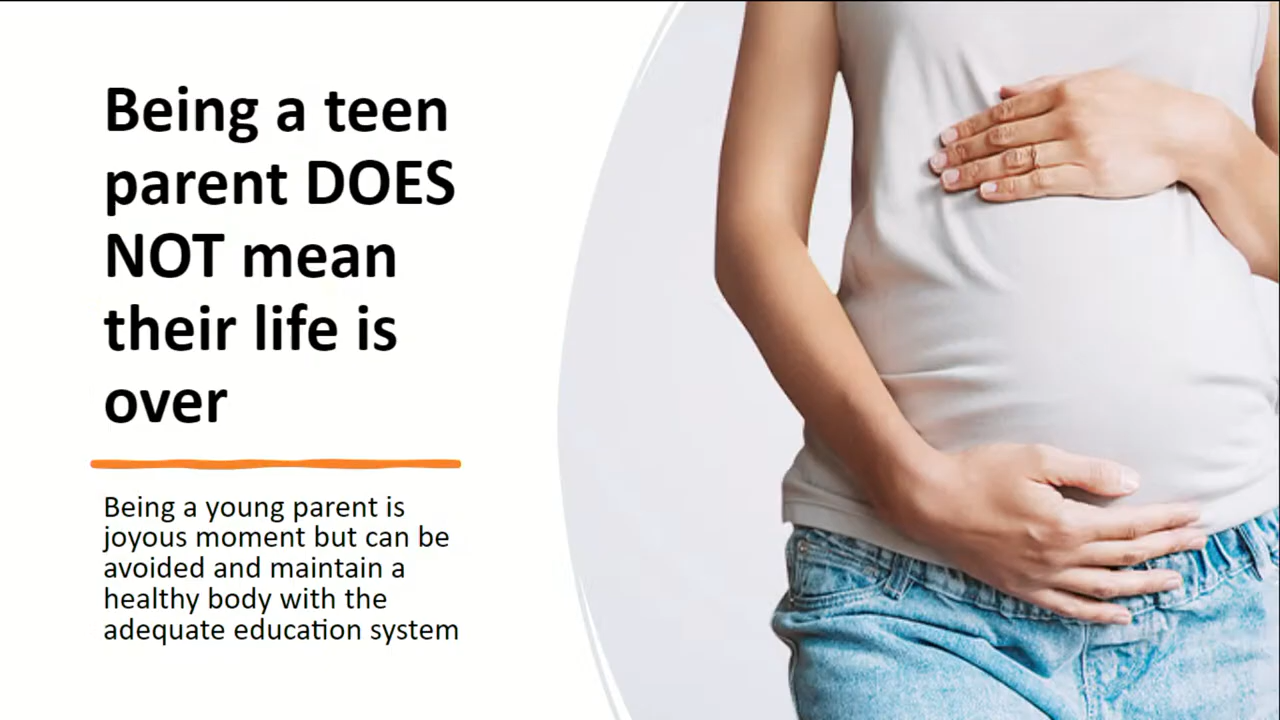 Being a teen
parent DOES
NOT mean
their life is
over
Being a young parent is
joyous moment but can be
avoided and maintain a
healthy body with the
adequate education system